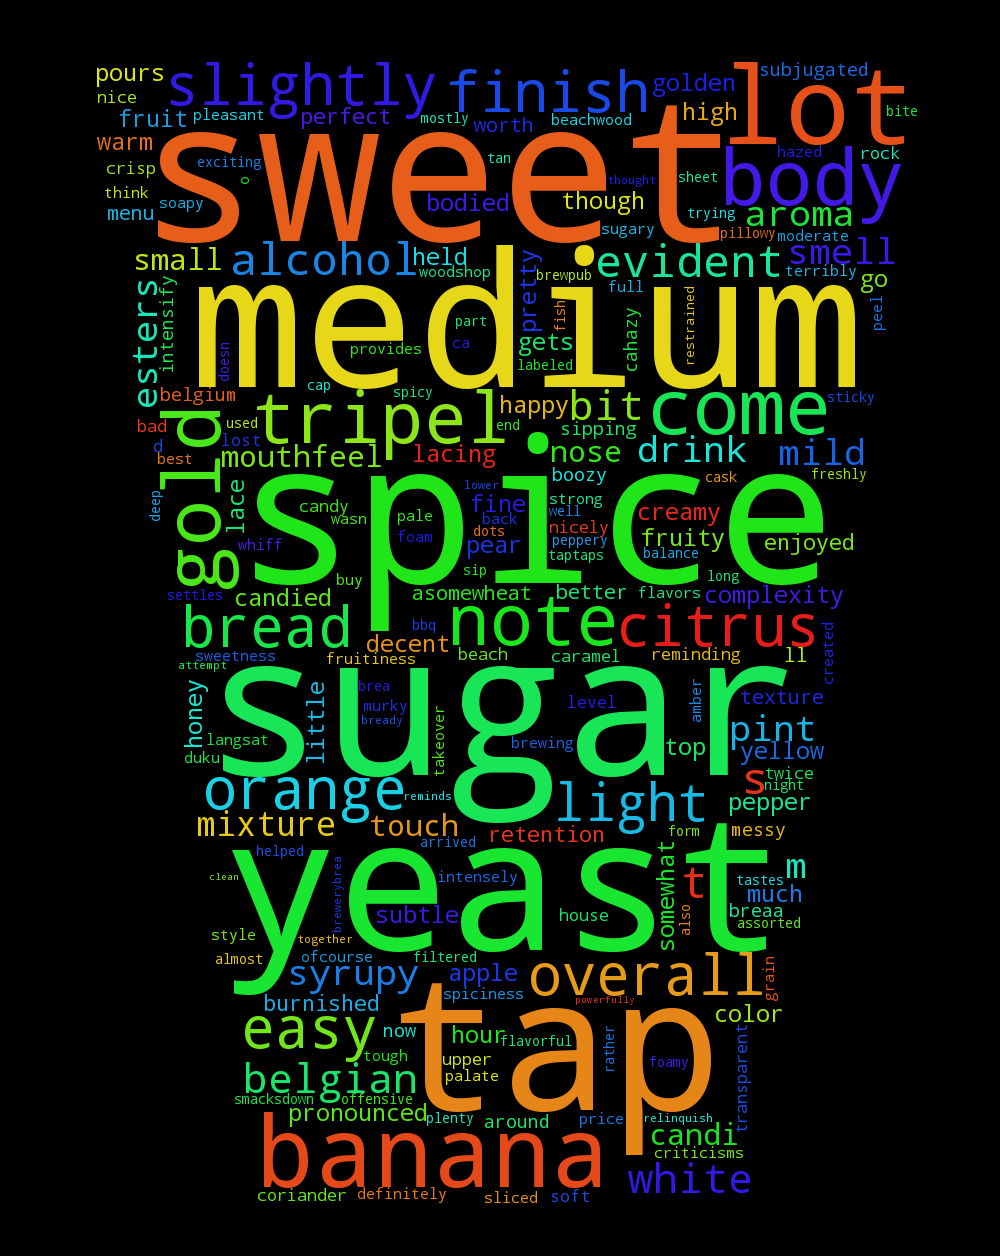 pours slightly finish golden subjugated lot
nice fruit pleasant perfect mostly worth beachwood high bite
warm sweet body
crisp exciting tan thought sheet hazed rock
think o
menu soapy bodied though trying aroma
sugary pillowy moderate
small alcohol held evident smell
woodshop pretty brewpub full terribly go
esters intensify medium fish cahazy restrained peel
part
doesn provides ca gets labeled
belgium cap spicy happy bit come sticky
bad used tripel end sipping
d lost mouthfeel lacing nose drink mild
best boozy freshly
deep gold lace spice lower cask
candy fine strong
wasn pale back well creamy
whiff foam dots nicely fruity enjoyed
pear peppery taptaps balance
settles buy sip long
candied asomewheat better flavors complexity
bread bbq note citrus created
decent
sweetness fruitiness beach caramel reminding ll
attempt sugar
honey little brea level amber texture
murky
bready takeover pint
langsat brewing top yellow
duku
orange reminds light s twice
night
pepper
mixture touch retention form messy
arrived
helped yeast somewhat m
clean brewerybrea intensely t tastes much
subtle house also breaa
assorted
style together
almost ofcourse filtered
syrupy apple overall grain
spiciness
burnished tap powerfully color
easy now hour flavorful rather transparent
tough upper foamy
belgian palate
smacksdown offensive
pronounced plenty around price relinquish
banana candi
criticisms
white
coriander definitely sliced soft